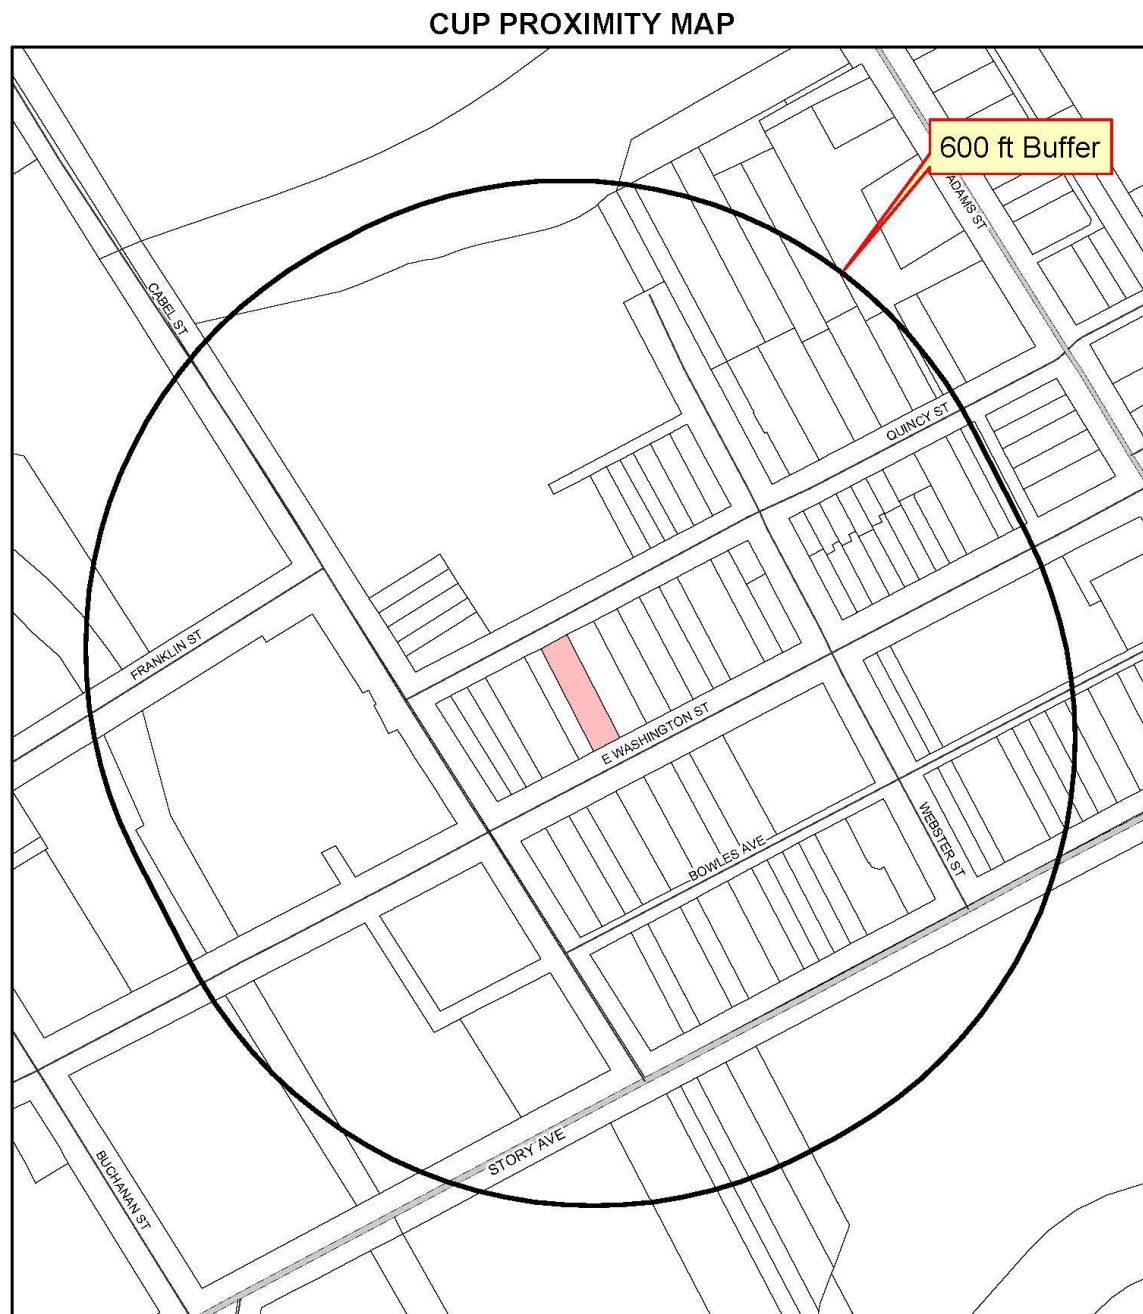 CUP PROXIMITY MAP
600 ft Buffer
ADAMS ST
CABEL ST
QUINCY ST
FRANKLIN ST
E WASHINGTON ST
WEBSTER ST
BOWLES AVE
STORY AVE
BUCHANAN ST